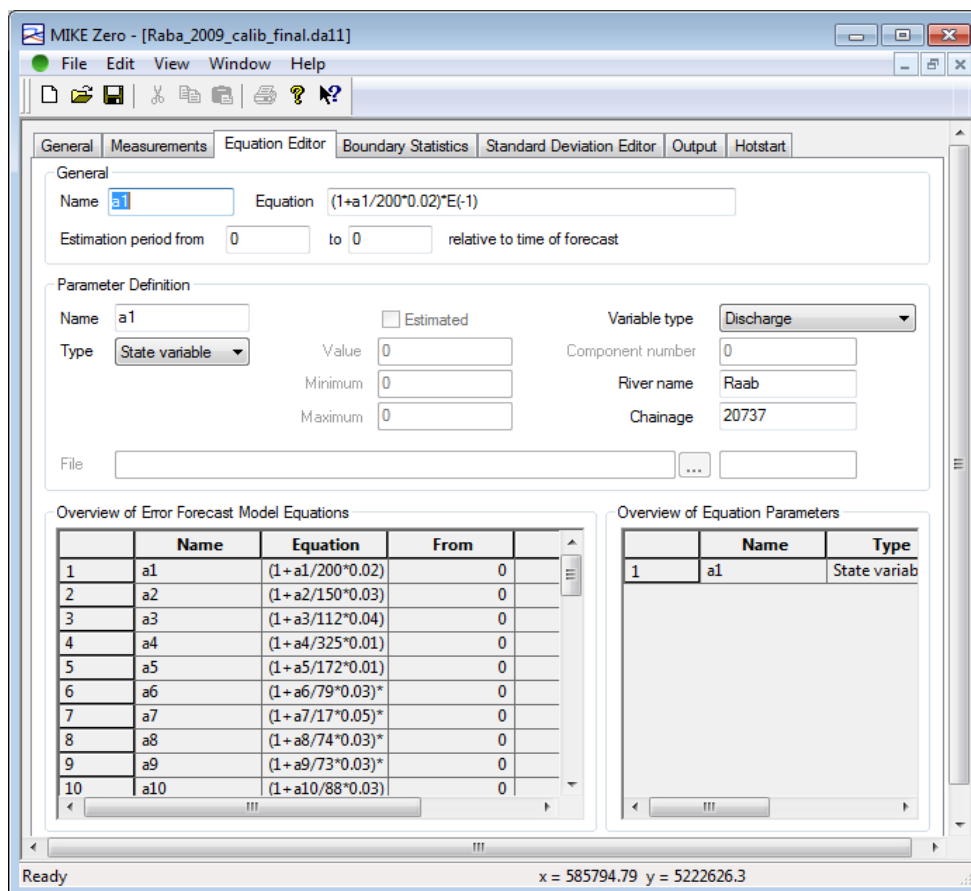 MIKE Zero - [Raba_2009_calib_final.da11]
File Edit View Window Help
General Measurements Equation Editor Boundary Statistics Standard Deviation Editor Output Hotstart
General
Name a1 Equation (1+a1/200*0.02)*E(-1)
Estimation period from 0 to 0 relative to time of forecast
Parameter Definition
Name a1 Estimated Variable type Discharge
Type State variable Value 0 Component number 0
Minimum 0 River name Raab
Maximum 0 Chainage 20737
File ...
Overview of Error Forecast Model Equations Overview of Equation Parameters
Name Equation From Name Type
1 a1 (1+a1/200*0.02) 0 1 a1 State variab
2 a2 (1+a2/150*0.03) 0
3 a3 (1+a3/112*0.04) 0
4 a4 (1+a4/325*0.01) 0
5 a5 (1+a5/172*0.01) 0
6 a6 (1+a6/79*0.03)* 0
7 a7 (1+a7/17*0.05)* 0
8 a8 (1+a8/74*0.03)* 0
9 a9 (1+a9/73*0.03)* 0
10 a10 (1+a10/88*0.03) 0
Ready x = 585794.79 y = 5222626.3